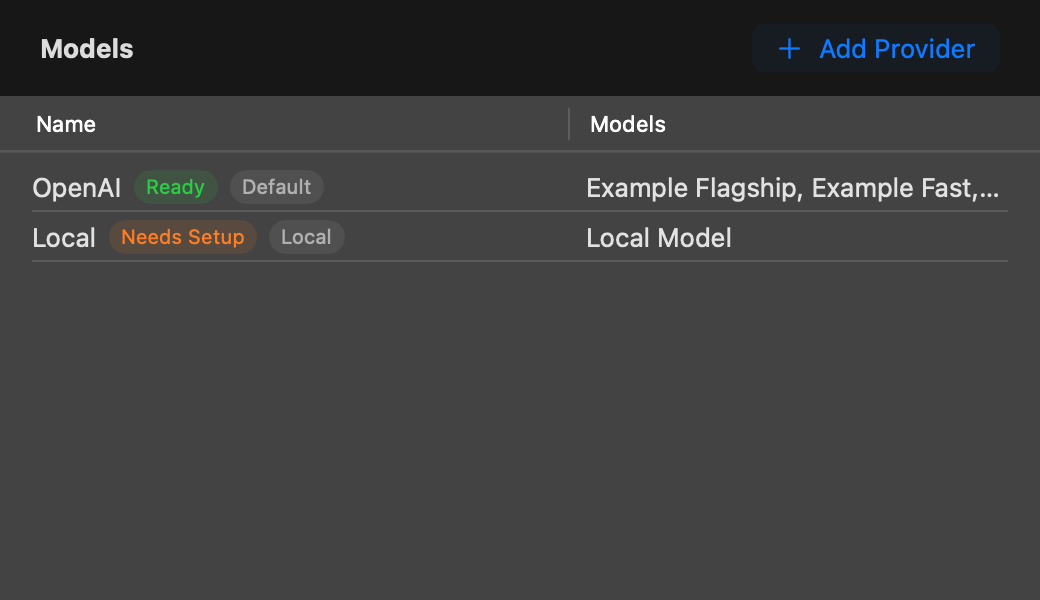 Models
+ Add Provider
Name Models
OpenAI Ready Default Example Flagship, Example Fast,...
Local Needs Setup Local Local Model